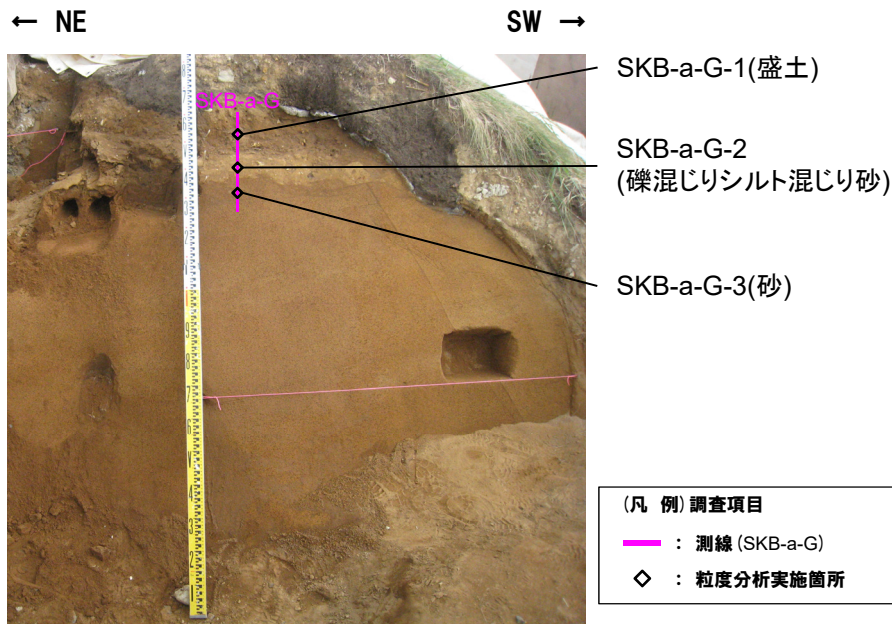 ← NE
SW →
SKB-a-G
SKB-a-G-1(盛土)
SKB-a-G-2
(礫混じりシルト混じり砂)
SKB-a-G-3(砂)
(凡 例) 調査項目
: 測線 (SKB-a-G)
: 粒度分析実施箇所